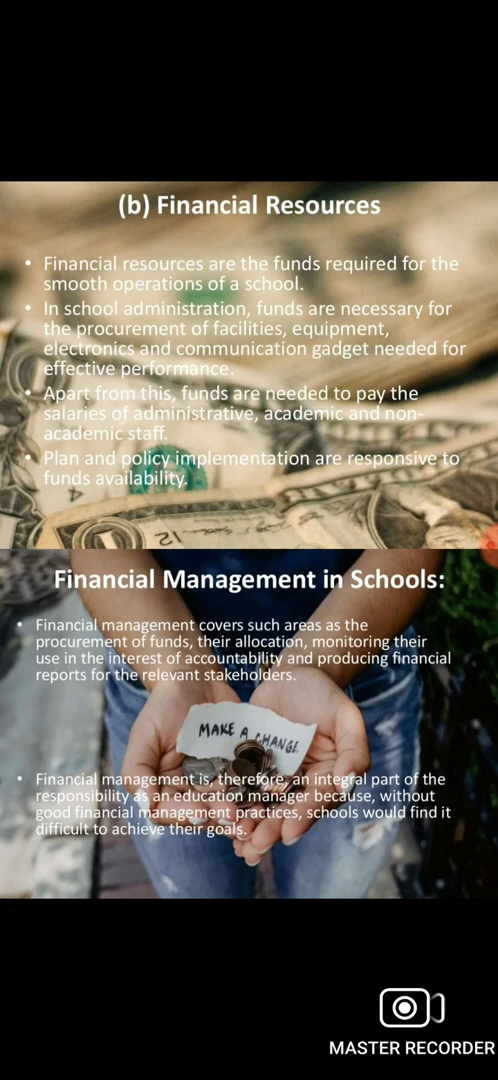 (b) Financial Resources
• Financial resources are the funds required for the
smooth operations of a school.
• In school administration, funds are necessary for
the procurement of facilities, equipment,
electronics and communication gadget needed for
effective performance.
• Apart from this, funds are needed to pay the
salaries of administrative, academic and non-
academic staff.
• Plan and policy implementation are responsive to
funds availability.
12
Financial Management in Schools:
• Financial management covers such areas as the
procurement of funds, their allocation, monitoring their
use in the interest of accountability and producing financial
reports for the relevant stakeholders.
MAKE A CHANGE
• Financial management is, therefore, an integral part of the
responsibility as an education manager because, without
good financial management practices, schools would find it
difficult to achieve their goals.
MASTER RECORDER